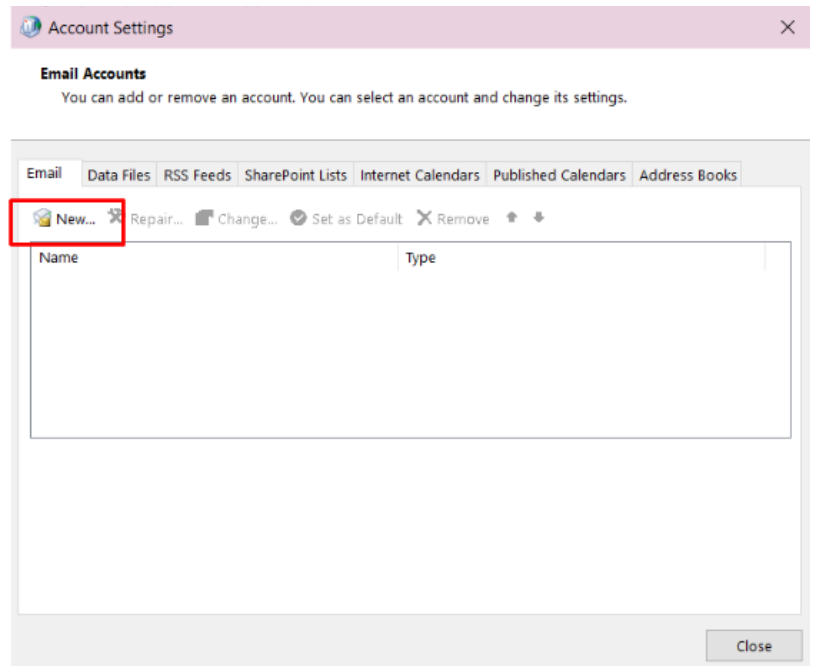 Account Settings
Email Accounts
You can add or remove an account. You can select an account and change its settings.
Email Data Files RSS Feeds SharePoint Lists Internet Calendars Published Calendars Address Books
New... Repair... Change... Set as Default Remove
Name Type
Close